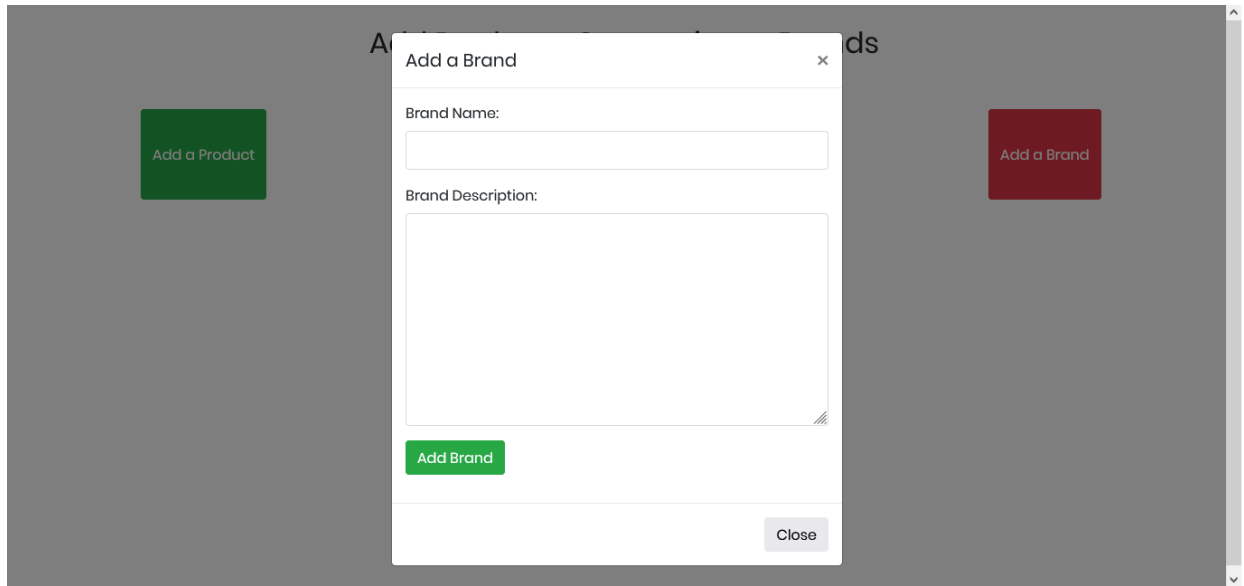 Add a Brand ×
Brand Name:
Add a Product
Add a Brand
Brand Description:
Add Brand
Close